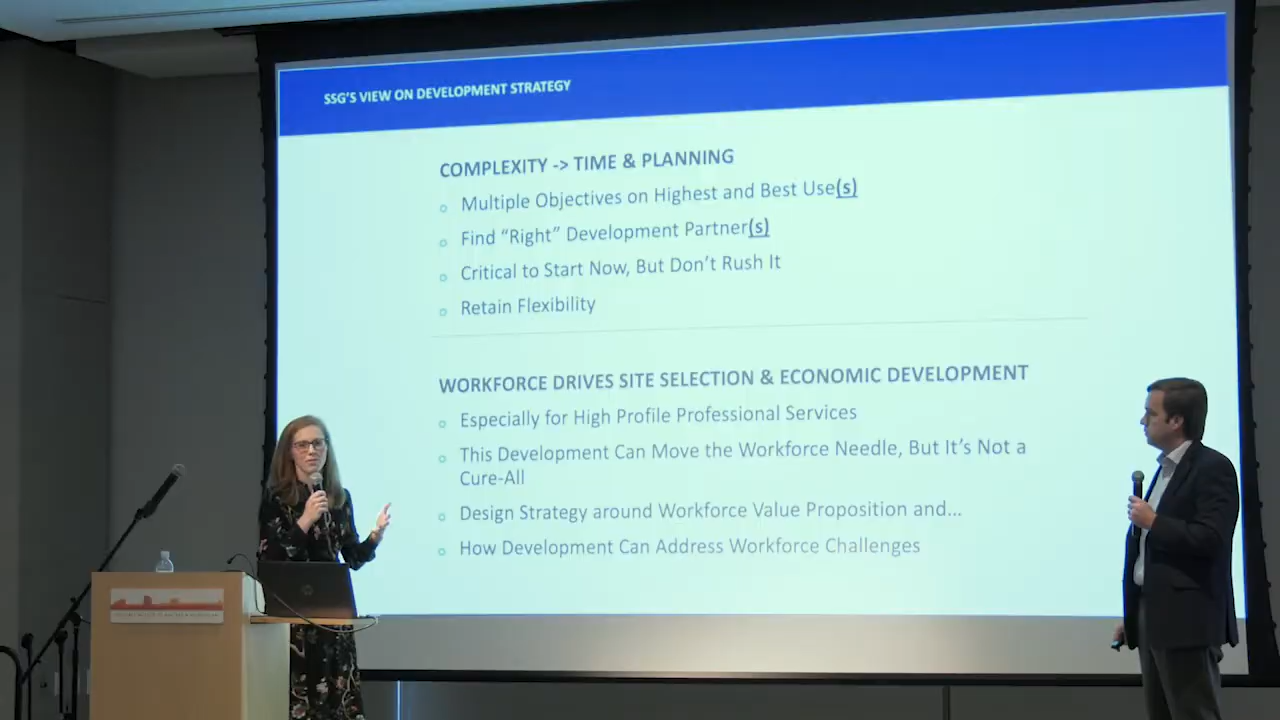 SSG'S VIEW ON DEVELOPMENT STRATEGY
COMPLEXITY -> TIME & PLANNING
Multiple Objectives on Highest and Best Use(s)
Find “Right” Development Partner(s)
Critical to Start Now, But Don't Rush It
Retain Flexibility
WORKFORCE DRIVES SITE SELECTION & ECONOMIC DEVELOPMENT
Especially for High Profile Professional Services
This Development Can Move the Workforce Needle, But It's Not a
Cure-All
Design Strategy around Workforce Value Proposition and...
How Development Can Address Workforce Challenges